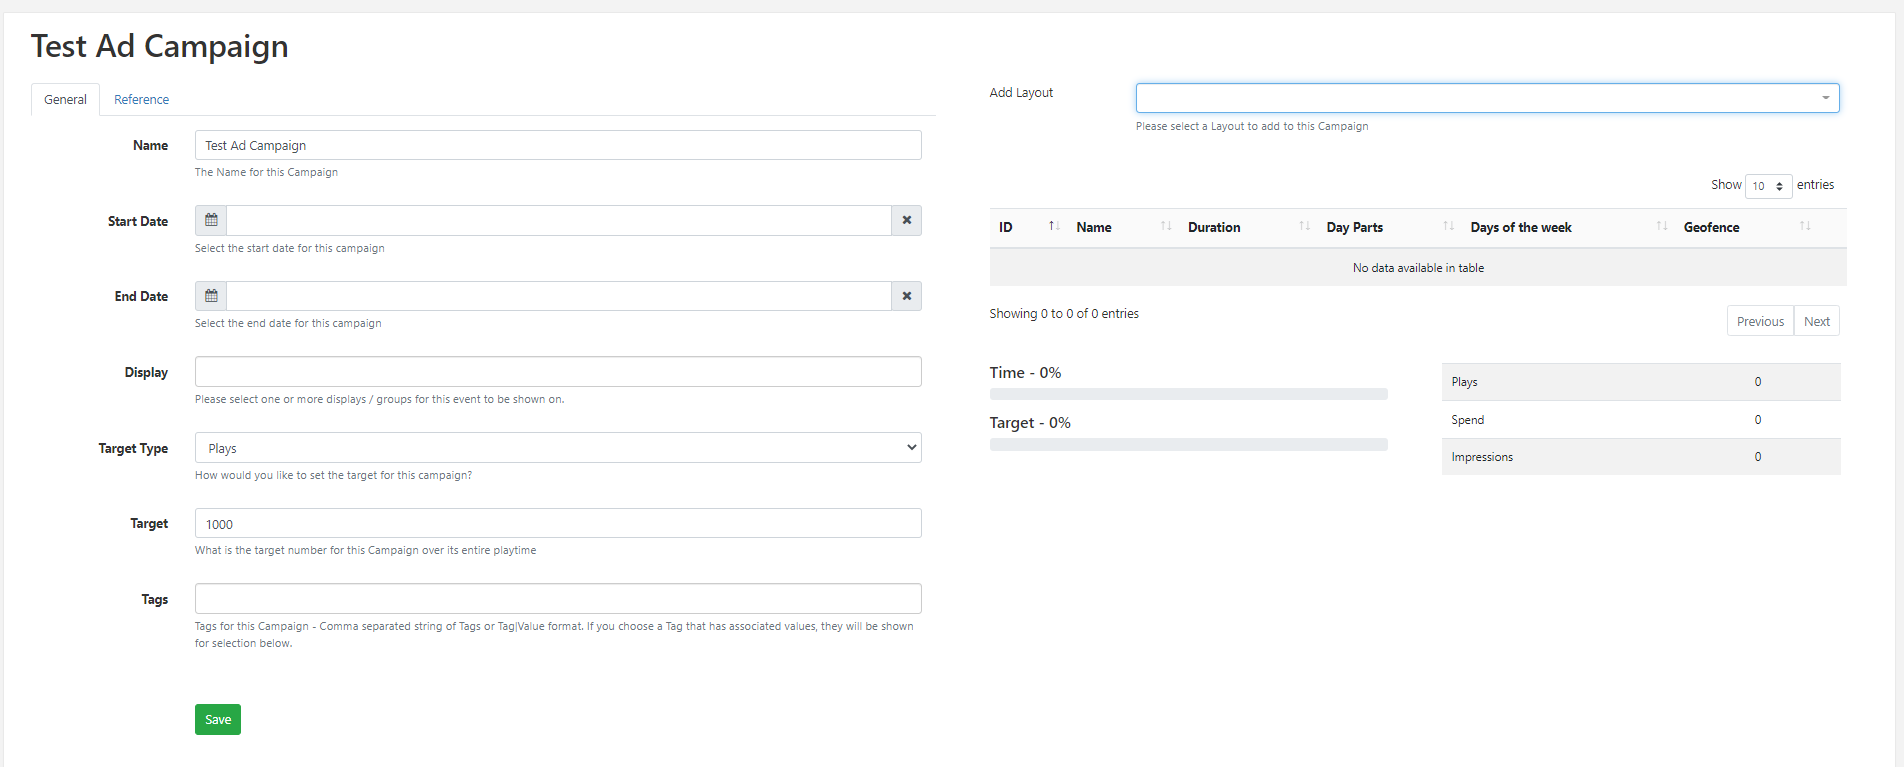 Test Ad Campaign
General Reference
Name Test Ad Campaign
The Name for this Campaign
Start Date
Select the start date for this campaign
End Date
Select the end date for this campaign
Display
Please select one or more displays / groups for this event to be shown on.
Target Type Plays
How would you like to set the target for this campaign?
Target 1000
What is the target number for this Campaign over its entire playtime
Tags
Tags for this Campaign - Comma separated string of Tags or Tag|Value format. If you choose a Tag that has associated values, they will be shown
for selection below.
Save
Add Layout
Please select a Layout to add to this Campaign
Show 10 entries
ID Name Duration Day Parts Days of the week Geofence
No data available in table
Showing 0 to 0 of 0 entries
Previous Next
Time - 0%
Target - 0%
Plays 0
Spend 0
Impressions 0